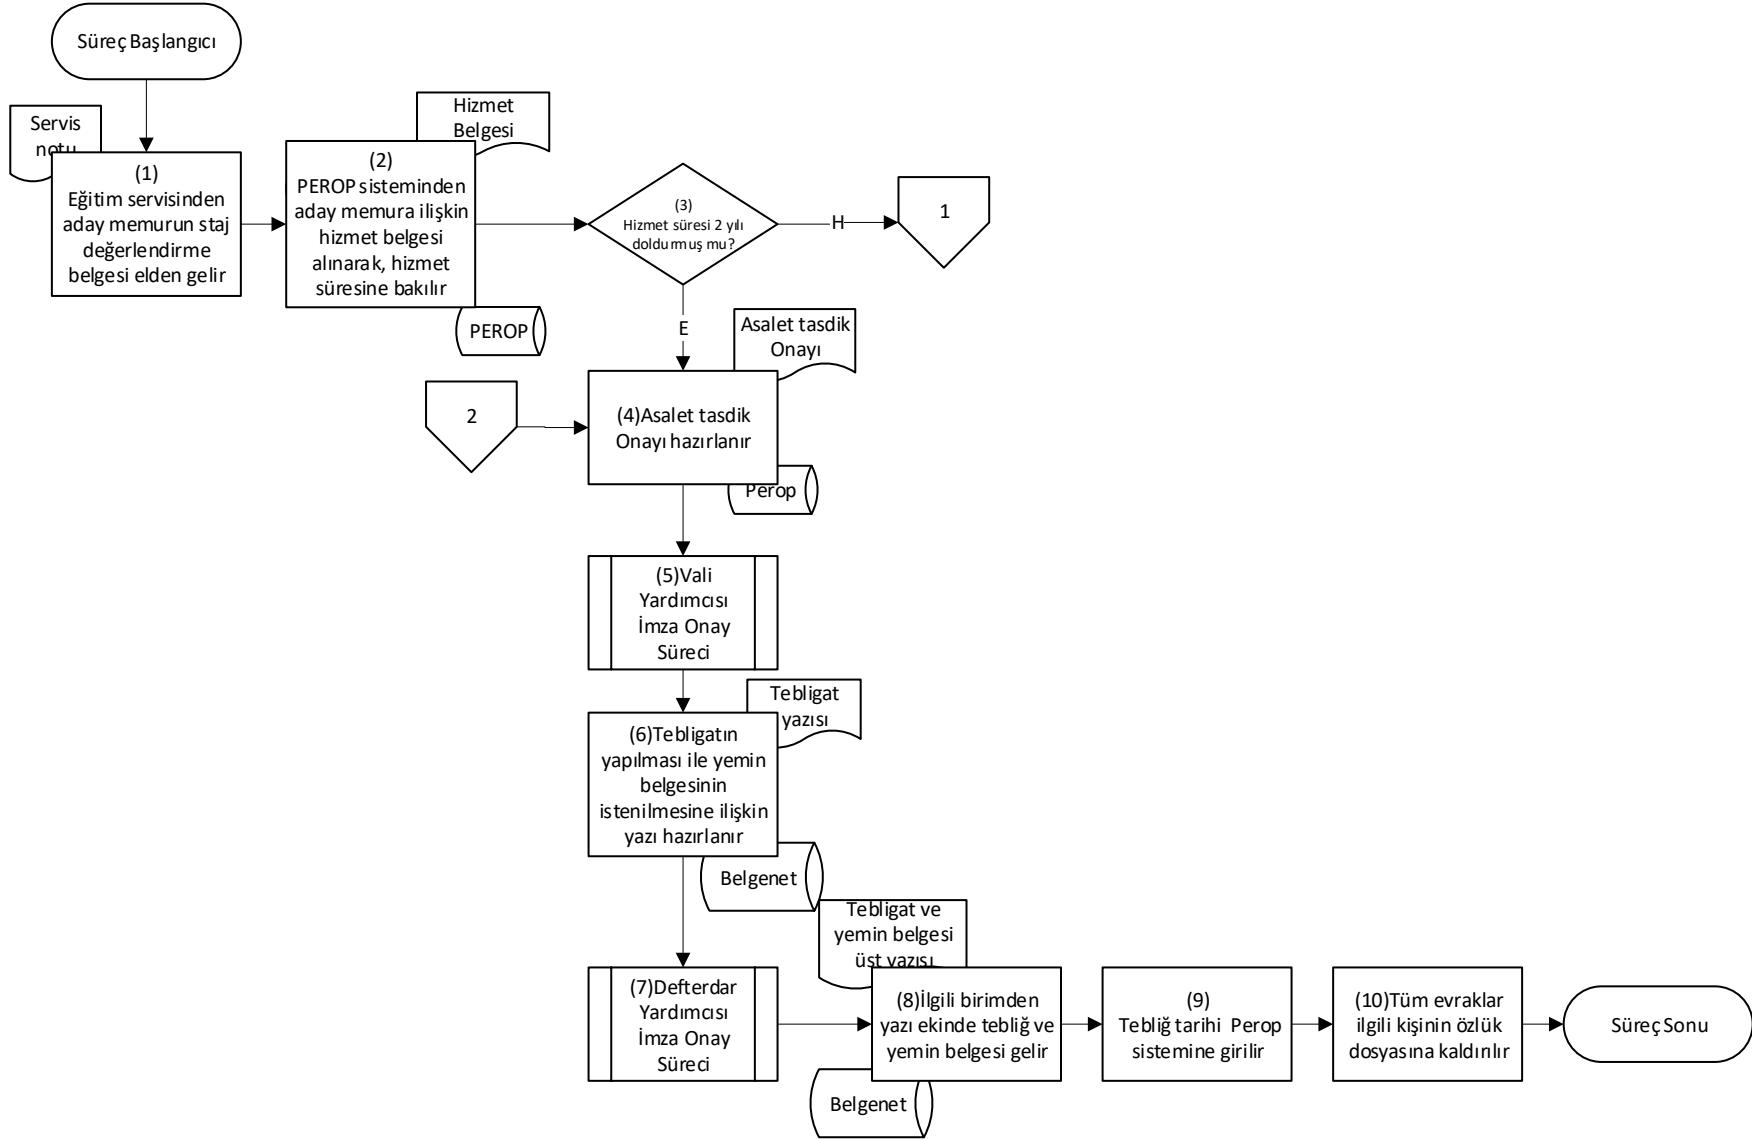 Süreç Başlangıcı
Servis
notu
(1)
Eğitim servisinden
aday memurun staj
değerlendirme
belgesi elden gelir
Hizmet
Belgesi
(2)
PEROP sisteminden
aday memura ilişkin
hizmet belgesi
alınarak, hizmet
süresine bakılır
PEROP
(3)
Hizmet süresi 2 yılı
doldurmuş mu?
H
1
E
Asalet tasdik
Onayı
2
(4)Asalet tasdik
Onayı hazırlanır
Perop
(5)Vali
Yardımcısı
İmza Onay
Süreci
Tebligat
yazısı
(6)Tebligatın
yapılması ile yemin
belgesinin
istenilmesine ilişkin
yazı hazırlanır
Belgenet
Tebligat ve
yemin belgesi
üst yazısı
(7)Defterdar
Yardımcısı
İmza Onay
Süreci
(8)İlgili birimden
yazı ekinde tebliğ ve
yemin belgesi gelir
Belgenet
(9)
Tebliğ tarihi Perop
sistemine girilir
(10)Tüm evraklar
ilgili kişinin özlük
dosyasına kaldırılır
Süreç Sonu